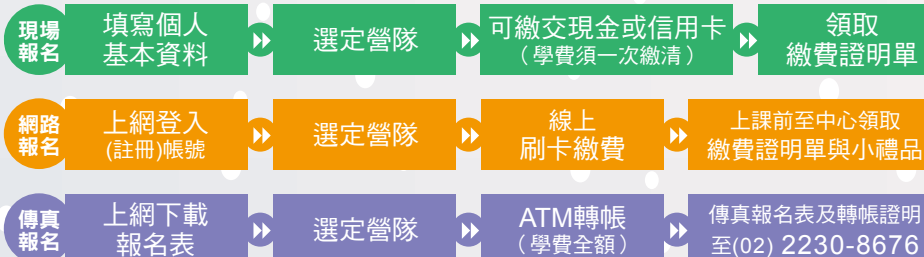 現場
報名
填寫個人
基本資料
選定營隊
可繳交現金或信用卡
（學費須一次繳清）
領取
繳費證明單
網路
報名
上網登入
(註冊)帳號
選定營隊
線上
刷卡繳費
上課前至中心領取
繳費證明單與小禮品
傳真
報名
上網下載
報名表
選定營隊
ATM轉帳
（學費全額）
傳真報名表及轉帳證明
至(02) 2230-8676